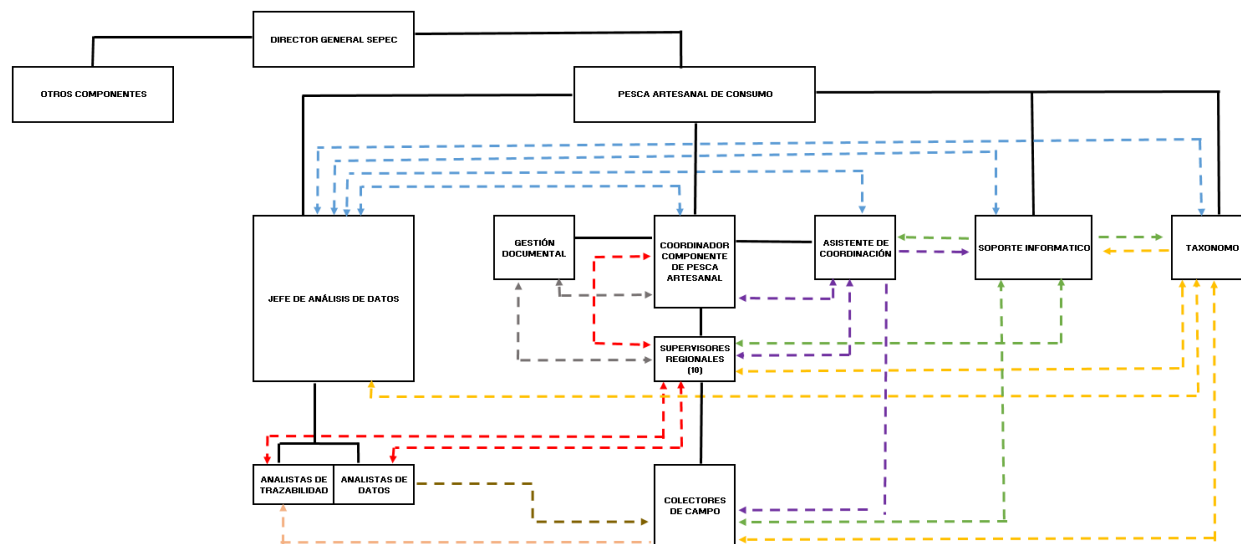 DIRECTOR GENERAL SEPEC
OTROS COMPONENTES
PESCA ARTESANAL DE CONSUMO
JEFE DE ANÁLISIS DE DATOS
GESTIÓN
DOCUMENTAL
COORDINADOR
COMPONENTE
DE PESCA
ARTESANAL
ASISTENTE DE
COORDINACIÓN
SOPORTE INFORMATICO
TAXONOMO
SUPERVISORES
REGIONALES
(10)
ANALISTAS DE
TRAZABILIDAD
ANALISTAS DE
DATOS
COLECTORES
DE CAMPO